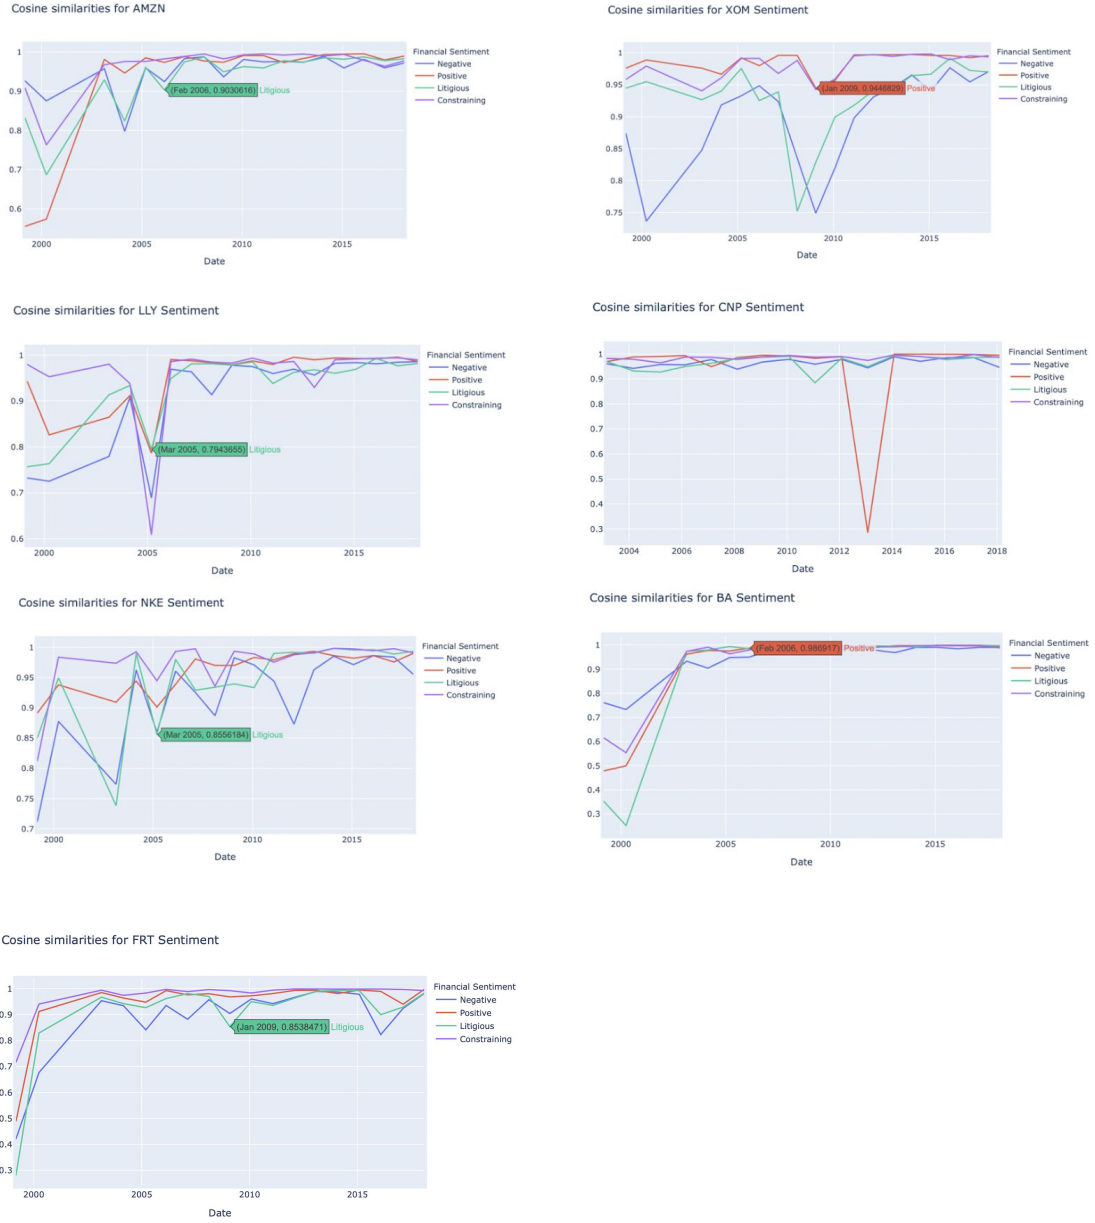 Cosine similarities for AMZN
1
0.9
0.8
0.7
0.6
2000
2005
2010
2015
Date
Financial Sentiment
Negative
Positive
Litigious
Constraining
(Feb 2006, 0.9030616) Litigious
Cosine similarities for XOM Sentiment
1
0.95
0.9
0.85
0.8
0.75
2000
2005
2010
2015
Date
Financial Sentiment
Negative
Positive
Litigious
Constraining
(Jan 2009, 0.9446829) Positive
Cosine similarities for LLY Sentiment
1
0.9
0.8
0.7
0.6
2000
2005
2010
2015
Date
Financial Sentiment
Negative
Positive
Litigious
Constraining
(Mar 2005, 0.7943655) Litigious
Cosine similarities for CNP Sentiment
1
0.9
0.8
0.7
0.6
0.5
0.4
0.3
2004
2006
2008
2010
2012
2014
2016
2018
Date
Financial Sentiment
Negative
Positive
Litigious
Constraining
Cosine similarities for NKE Sentiment
1
0.95
0.9
0.85
0.8
0.75
0.7
2000
2005
2010
2015
Date
Financial Sentiment
Negative
Positive
Litigious
Constraining
(Mar 2005, 0.8556184) Litigious
Cosine similarities for BA Sentiment
1
0.9
0.8
0.7
0.6
0.5
0.4
0.3
2000
2005
2010
2015
Date
Financial Sentiment
Negative
Positive
Litigious
Constraining
(Feb 2006, 0.986917) Positive
Cosine similarities for FRT Sentiment
1
0.9
0.8
0.7
0.6
0.5
0.4
0.3
2000
2005
2010
2015
Date
Financial Sentiment
Negative
Positive
Litigious
Constraining
(Jan 2009, 0.8538471) Litigious